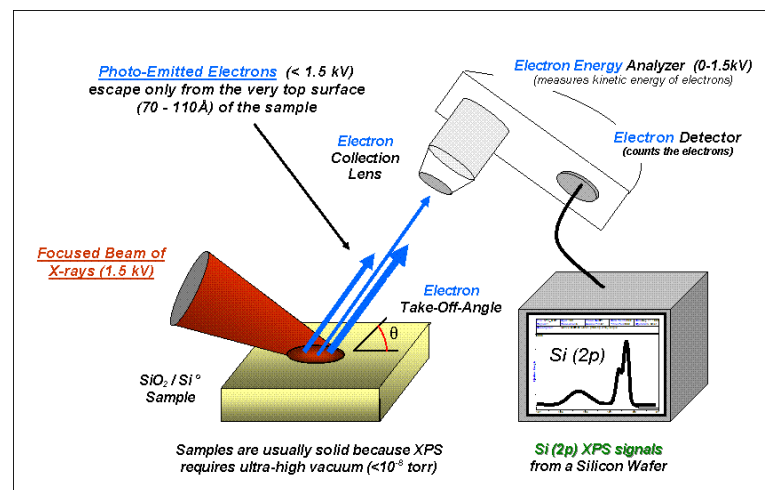 Photo-Emitted Electrons (< 1.5 kV)
escape only from the very top surface
(70 - 110Å) of the sample
Electron Energy Analyzer (0-1.5kV)
(measures kinetic energy of electrons)
Electron Detector
(counts the electrons)
Electron
Collection
Lens
Focused Beam of
X-rays (1.5 kV)
Electron
Take-Off-Angle
θ
SiO₂ / Si°
Sample
Si (2p)
Samples are usually solid because XPS
requires ultra-high vacuum (<10⁻⁸ torr)
Si (2p) XPS signals
from a Silicon Wafer